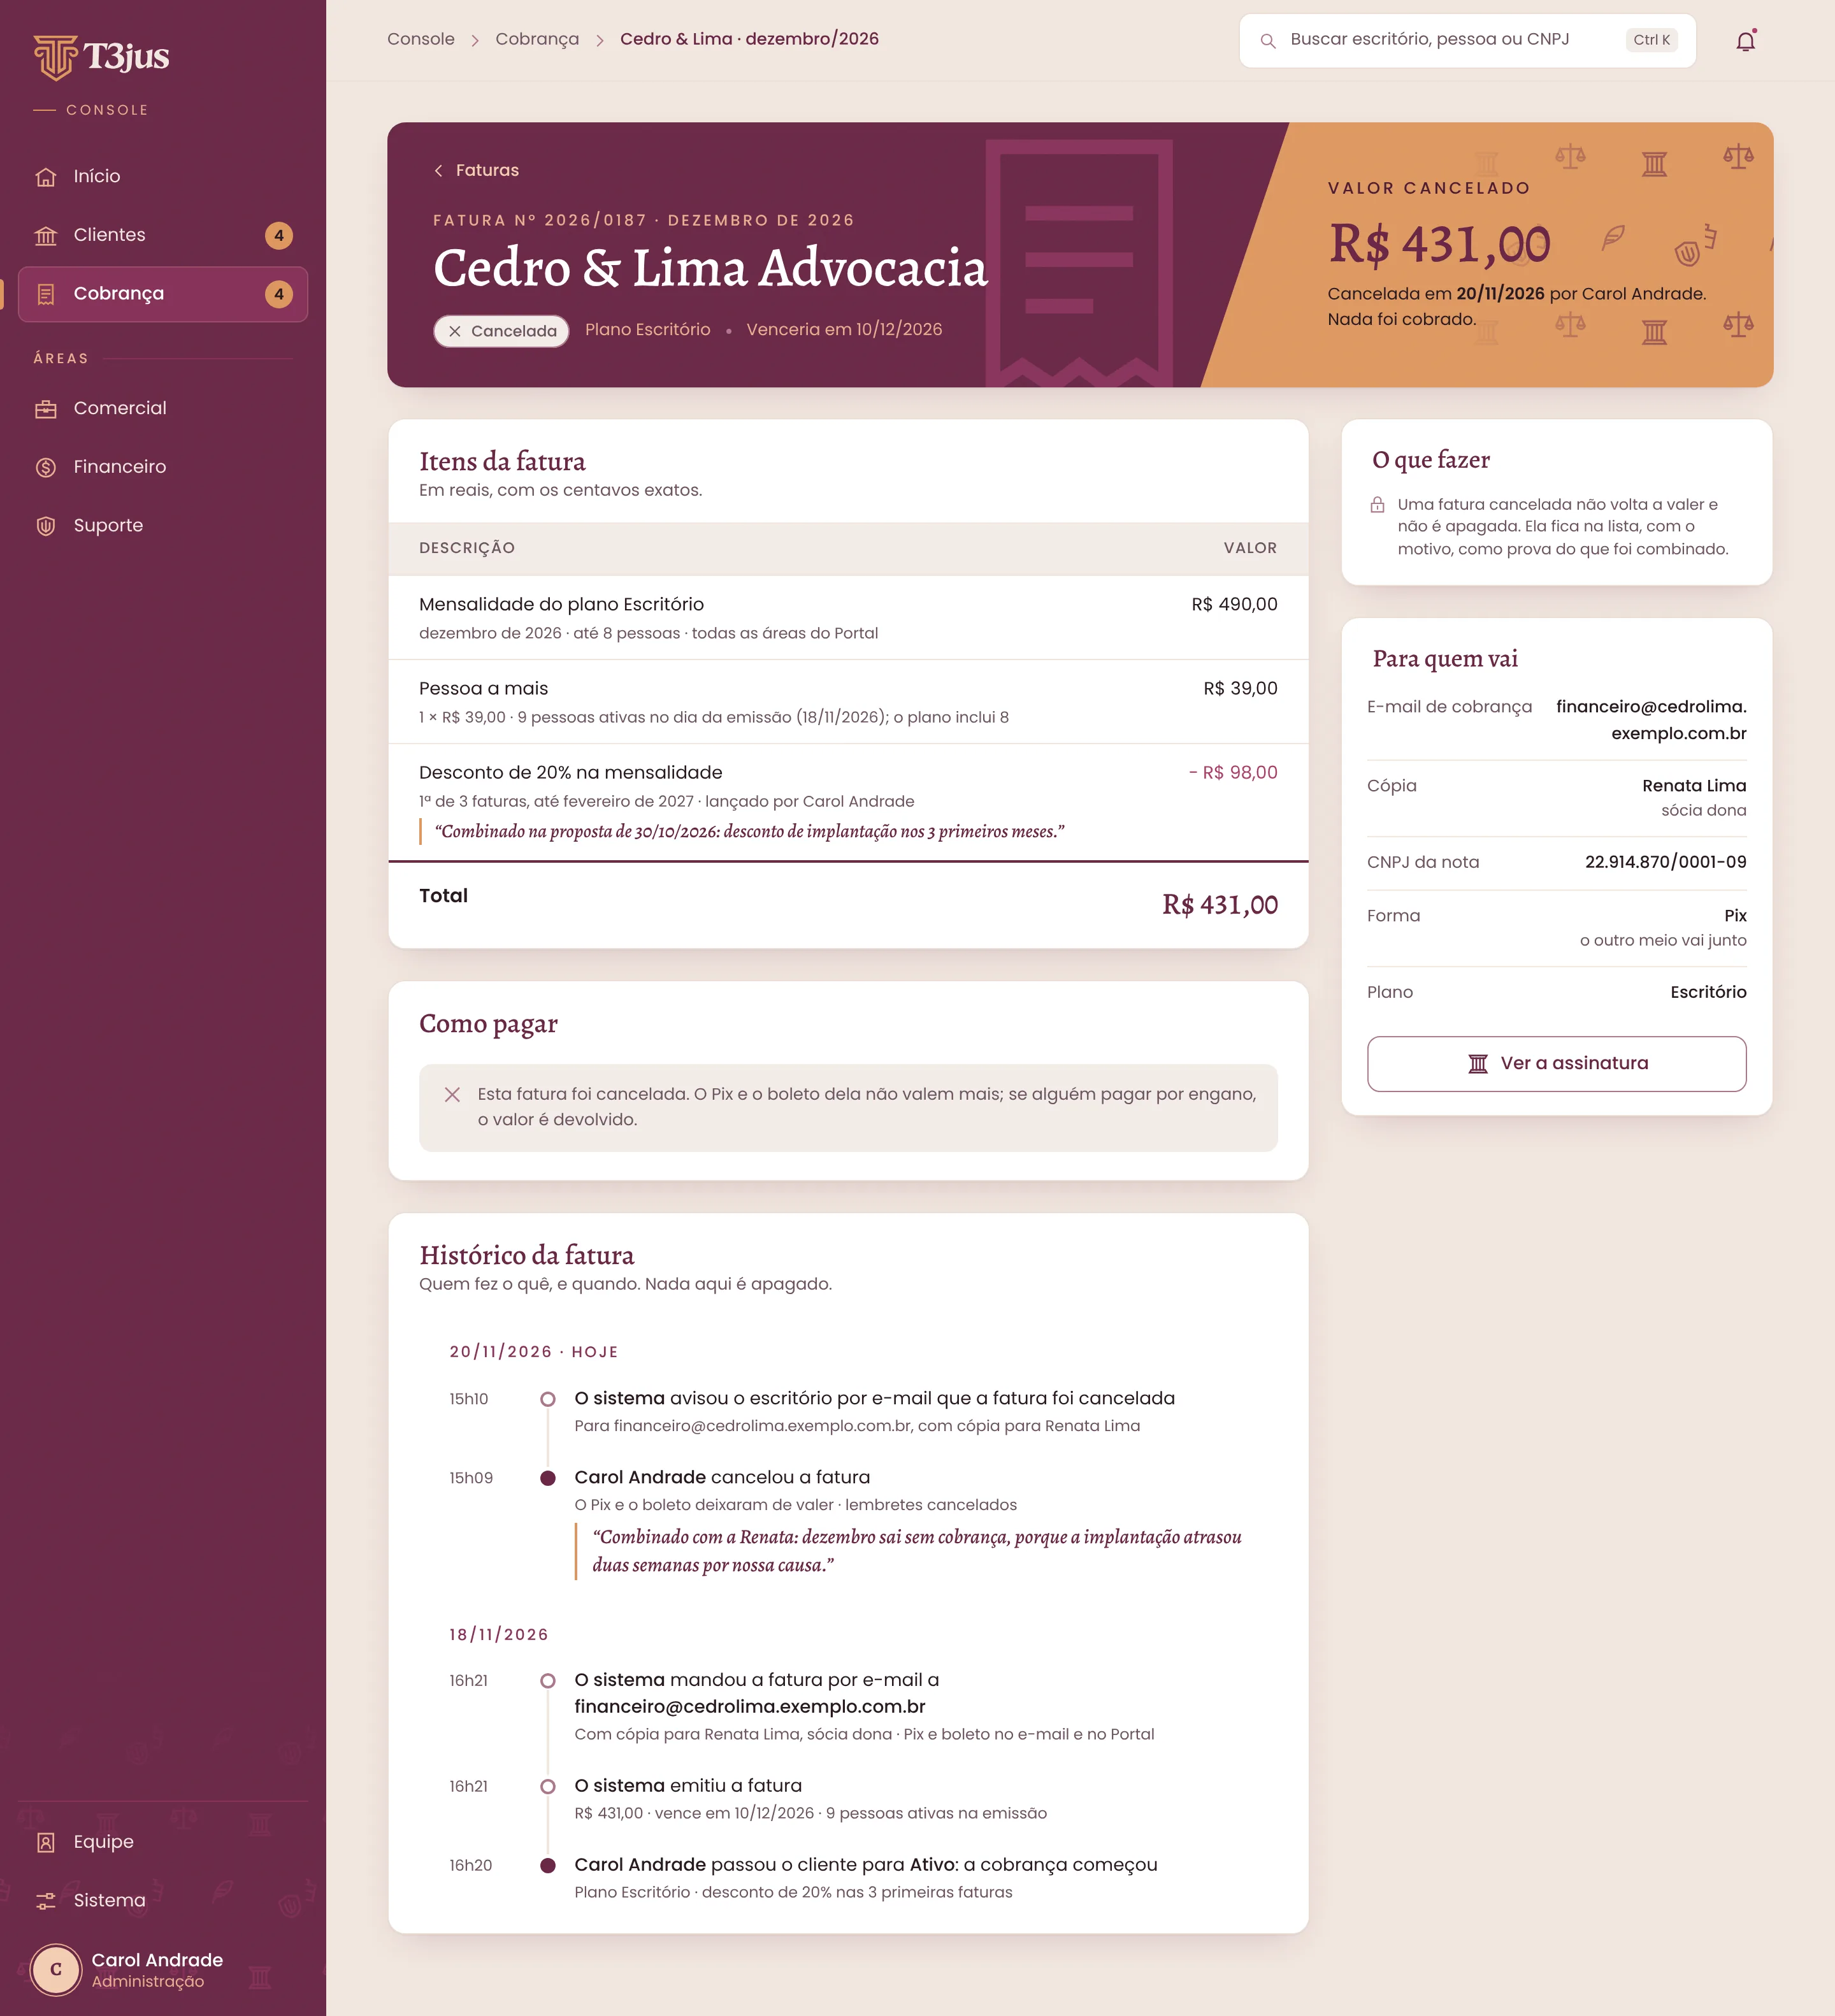 T3jus
CONSOLE
Início
Clientes 4
Cobrança 4
ÁREAS
Comercial
Financeiro
Suporte
Equipe
Sistema
C
Carol Andrade
Administração
Console Cobrança Cedro & Lima · dezembro/2026
Buscar escritório, pessoa ou CNPJ Ctrl K
Faturas
FATURA Nº 2026/0187 · DEZEMBRO DE 2026
Cedro & Lima Advocacia
Cancelada Plano Escritório • Venceria em 10/12/2026
VALOR CANCELADO
R$ 431,00
Cancelada em 20/11/2026 por Carol Andrade.
Nada foi cobrado.
Itens da fatura
Em reais, com os centavos exatos.
DESCRIÇÃO VALOR
Mensalidade do plano Escritório R$ 490,00
dezembro de 2026 · até 8 pessoas · todas as áreas do Portal
Pessoa a mais R$ 39,00
1 × R$ 39,00 · 9 pessoas ativas no dia da emissão (18/11/2026); o plano inclui 8
Desconto de 20% na mensalidade − R$ 98,00
1ª de 3 faturas, até fevereiro de 2027 · lançado por Carol Andrade
“Combinado na proposta de 30/10/2026: desconto de implantação nos 3 primeiros meses.”
Total R$ 431,00
Como pagar
Esta fatura foi cancelada. O Pix e o boleto dela não valem mais; se alguém pagar por engano,
o valor é devolvido.
Histórico da fatura
Quem fez o quê, e quando. Nada aqui é apagado.
20/11/2026 · HOJE
15h10 O sistema avisou o escritório por e-mail que a fatura foi cancelada
Para financeiro@cedrolima.exemplo.com.br, com cópia para Renata Lima
15h09 Carol Andrade cancelou a fatura
O Pix e o boleto deixaram de valer · lembretes cancelados
“Combinado com a Renata: dezembro sai sem cobrança, porque a implantação atrasou
duas semanas por nossa causa.”
18/11/2026
16h21 O sistema mandou a fatura por e-mail a
financeiro@cedrolima.exemplo.com.br
Com cópia para Renata Lima, sócia dona · Pix e boleto no e-mail e no Portal
16h21 O sistema emitiu a fatura
R$ 431,00 · vence em 10/12/2026 · 9 pessoas ativas na emissão
16h20 Carol Andrade passou o cliente para Ativo: a cobrança começou
Plano Escritório · desconto de 20% nas 3 primeiras faturas
O que fazer
Uma fatura cancelada não volta a valer e
não é apagada. Ela fica na lista, com o
motivo, como prova do que foi combinado.
Para quem vai
E-mail de cobrança financeiro@cedrolima.
exemplo.com.br
Cópia Renata Lima
sócia dona
CNPJ da nota 22.914.870/0001-09
Forma Pix
o outro meio vai junto
Plano Escritório
Ver a assinatura